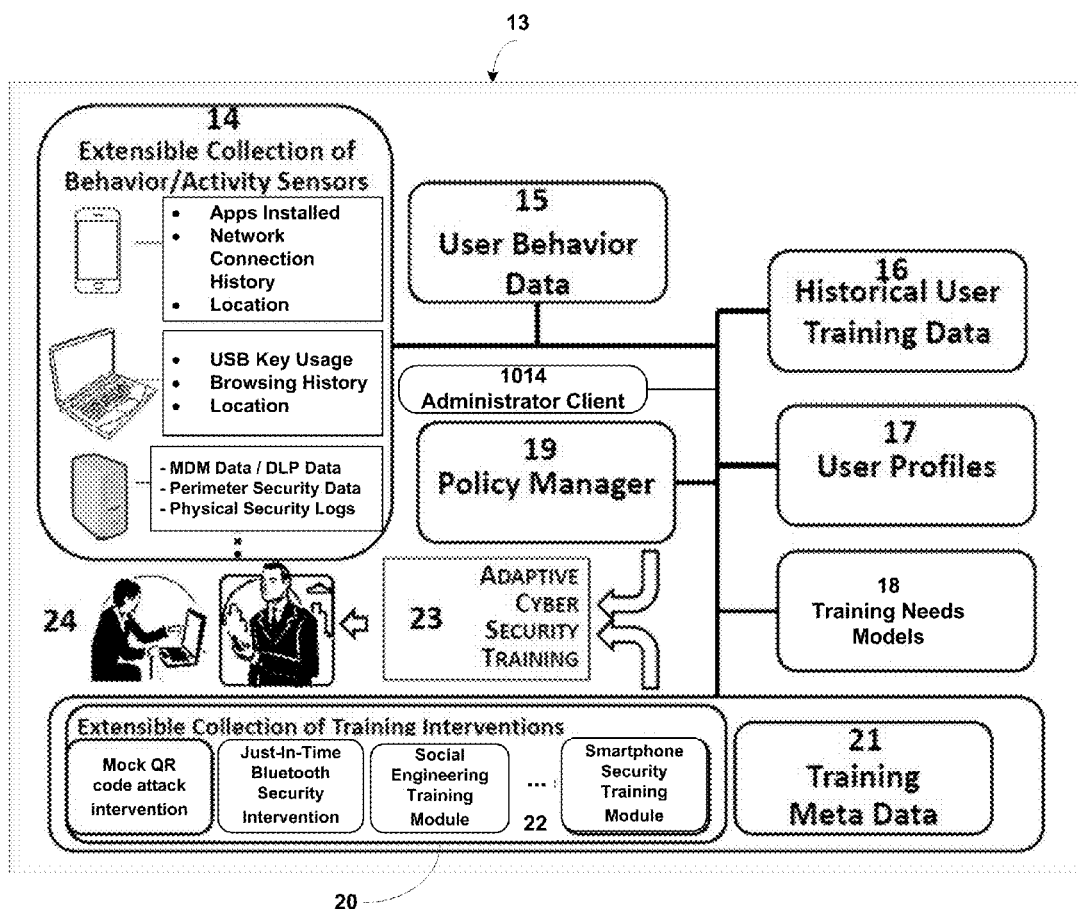 13
14
Extensible Collection of
Behavior/Activity Sensors
• Apps Installed
• Network
Connection
History
• Location
• USB Key Usage
• Browsing History
• Location
- MDM Data / DLP Data
- Perimeter Security Data
- Physical Security Logs
15
User Behavior
Data
16
Historical User
Training Data
1014
Administrator Client
19
Policy Manager
17
User Profiles
18
Training Needs
Models
24
23
ADAPTIVE
CYBER
SECURITY
TRAINING
Extensible Collection of Training Interventions
Mock QR
code attack
intervention
Just-In-Time
Bluetooth
Security
Intervention
Social
Engineering
Training
Module
...
22
Smartphone
Security
Training
Module
21
Training
Meta Data
20